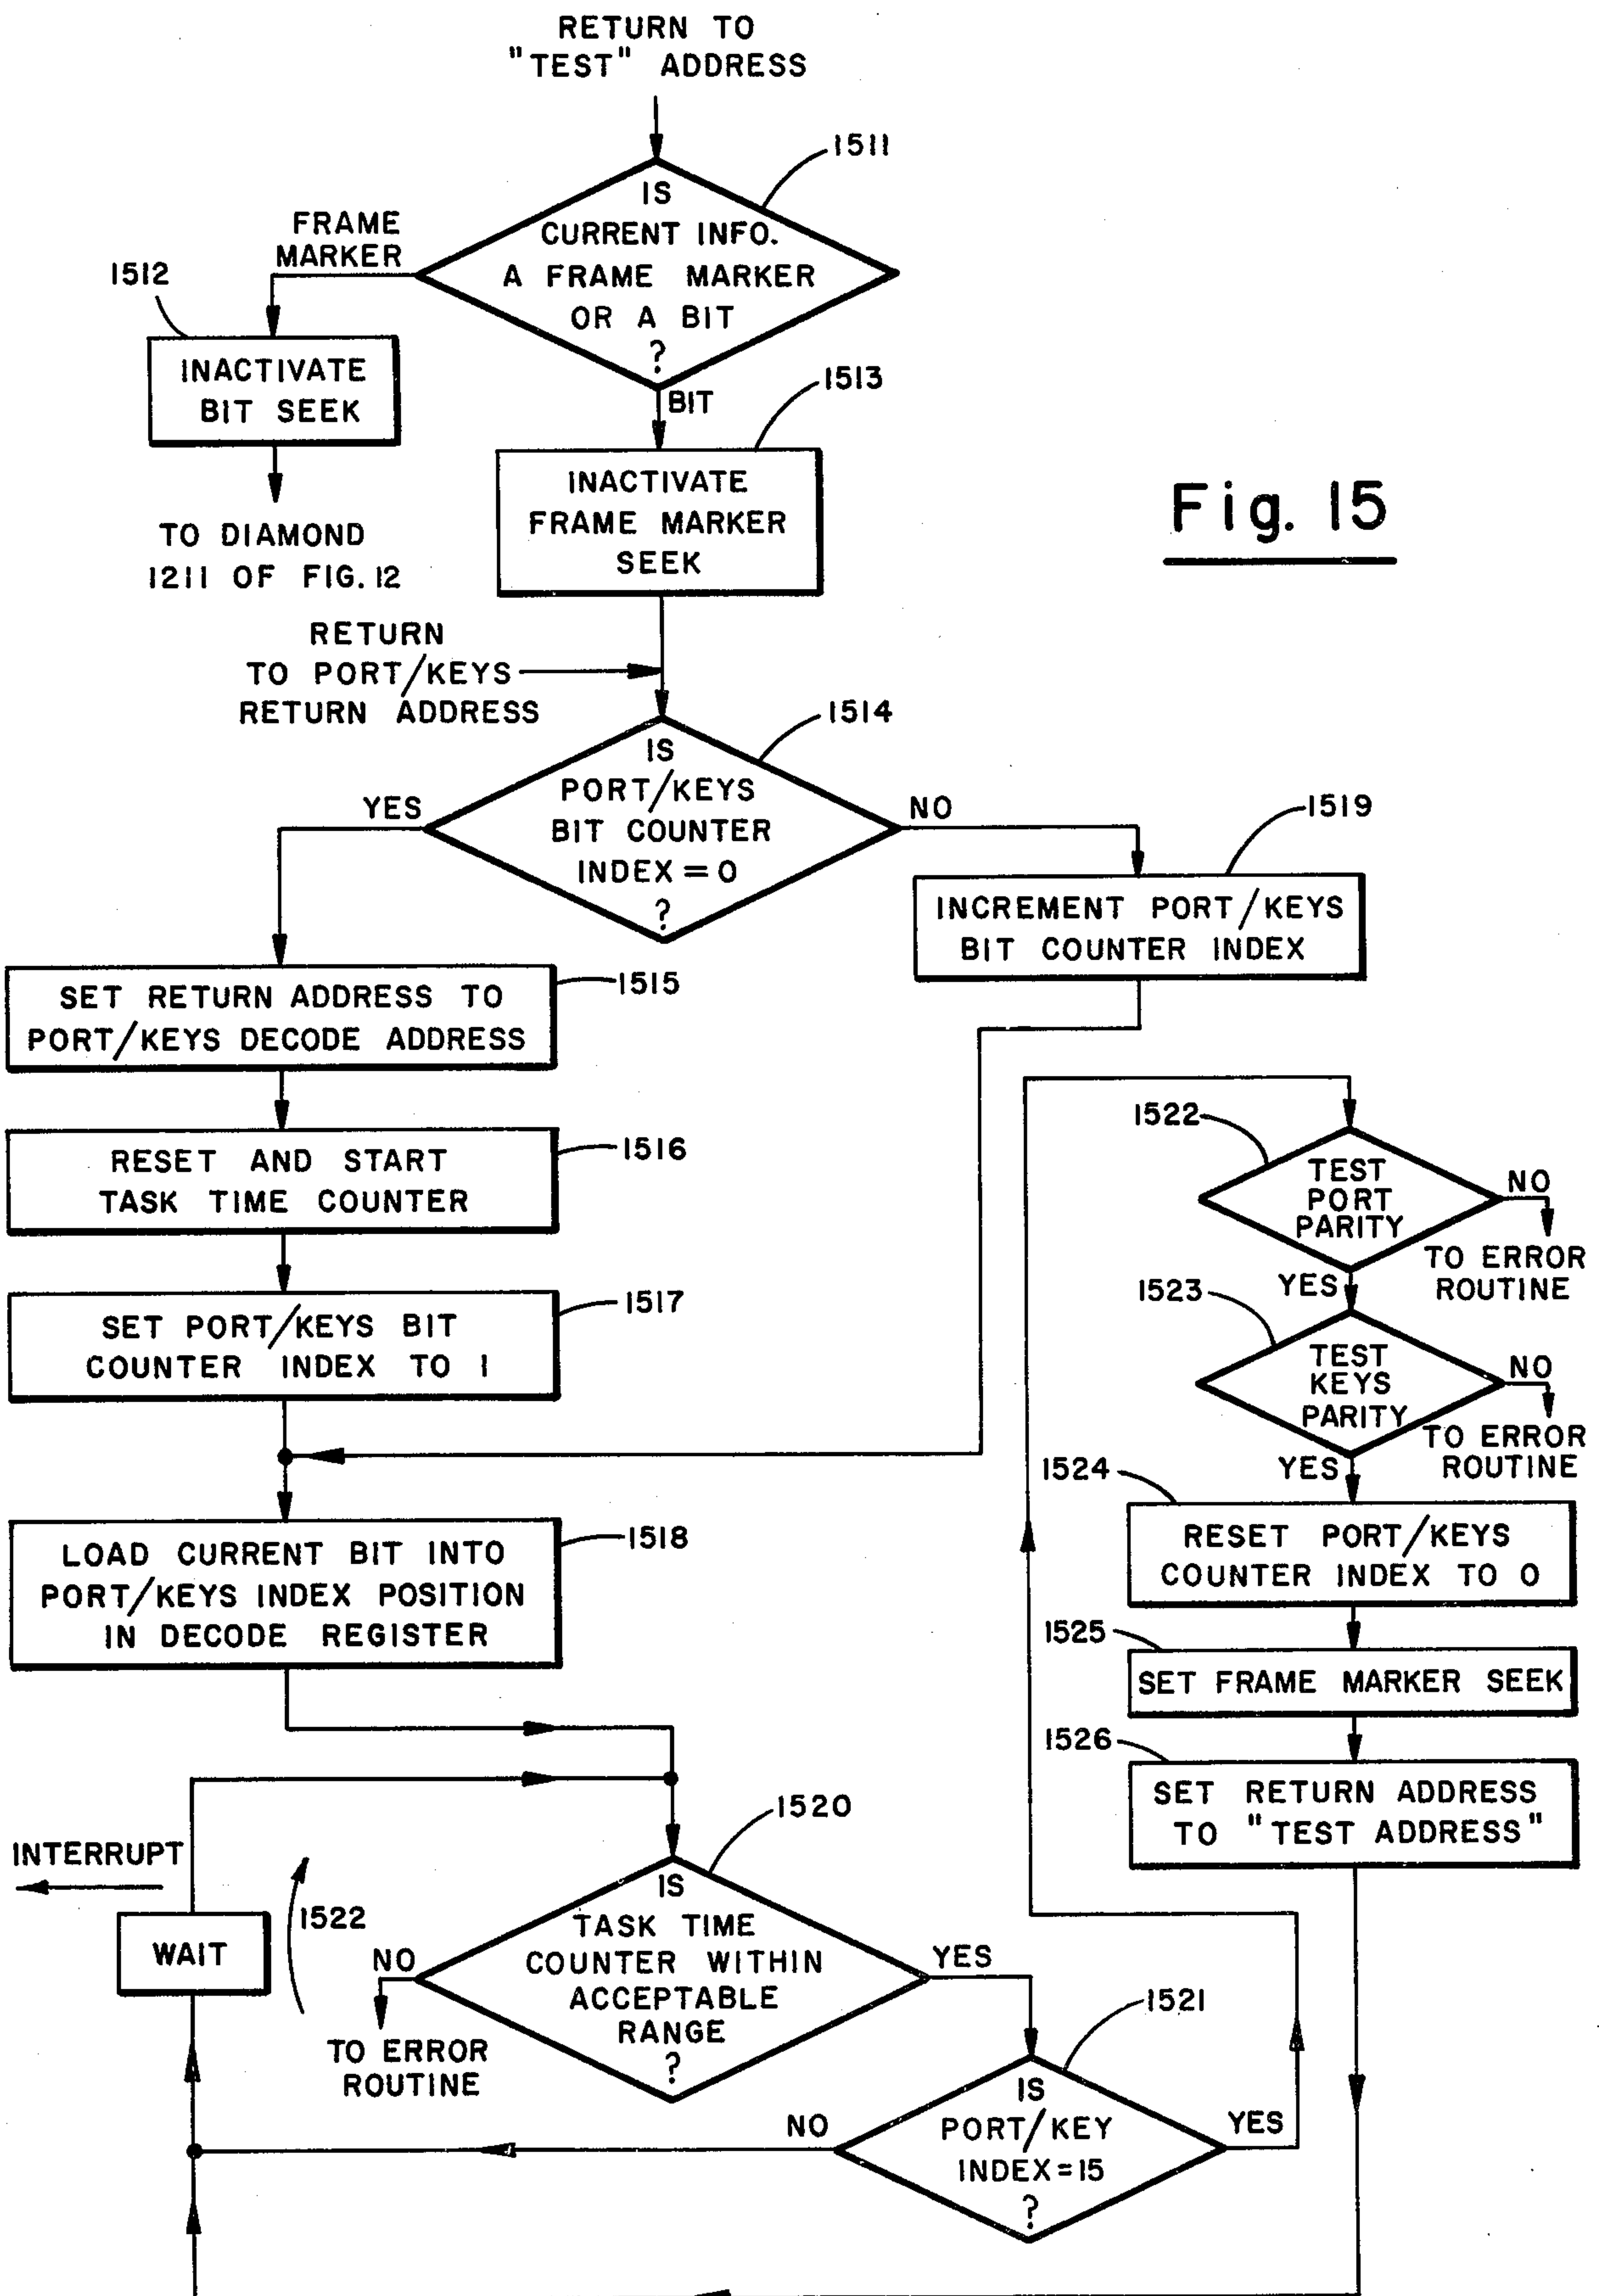 RETURN TO
"TEST" ADDRESS
1511
IS
CURRENT INFO.
A FRAME MARKER
OR A BIT
?
FRAME
MARKER
1512
INACTIVATE
BIT SEEK
TO DIAMOND
1211 OF FIG. 12
BIT
1513
INACTIVATE
FRAME MARKER
SEEK
Fig. 15
RETURN
TO PORT/KEYS
RETURN ADDRESS
1514
IS
PORT/KEYS
BIT COUNTER
INDEX = 0
?
YES
NO
1519
INCREMENT PORT/KEYS
BIT COUNTER INDEX
SET RETURN ADDRESS TO
PORT/KEYS DECODE ADDRESS
1515
RESET AND START
TASK TIME COUNTER
1516
SET PORT/KEYS BIT
COUNTER INDEX TO 1
1517
LOAD CURRENT BIT INTO
PORT/KEYS INDEX POSITION
IN DECODE REGISTER
1518
1522
TEST
PORT
PARITY
NO
TO ERROR
ROUTINE
YES
1523
TEST
KEYS
PARITY
NO
TO ERROR
ROUTINE
YES
1524
RESET PORT/KEYS
COUNTER INDEX TO 0
1525
SET FRAME MARKER SEEK
1526
SET RETURN ADDRESS
TO "TEST ADDRESS"
INTERRUPT
WAIT
1522
1520
IS
TASK TIME
COUNTER WITHIN
ACCEPTABLE
RANGE
?
NO
TO ERROR
ROUTINE
YES
1521
IS
PORT/KEY
INDEX=15
?
NO
YES